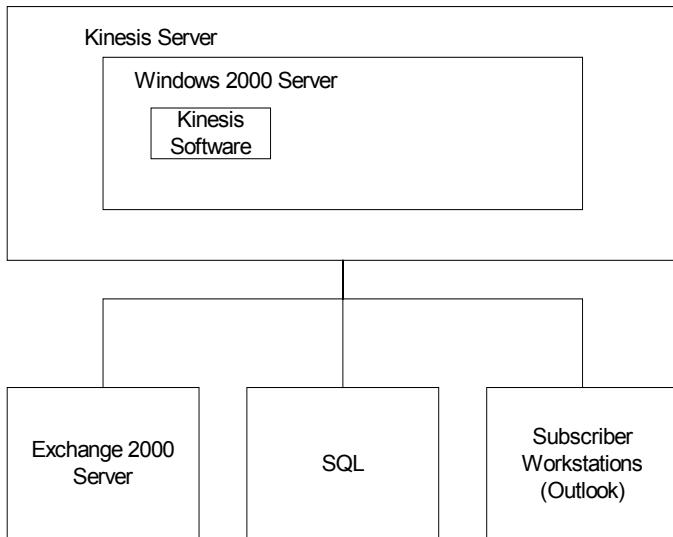 Kinesis Server
Windows 2000 Server
Kinesis
Software
Exchange 2000
Server
SQL
Subscriber
Workstations
(Outlook)